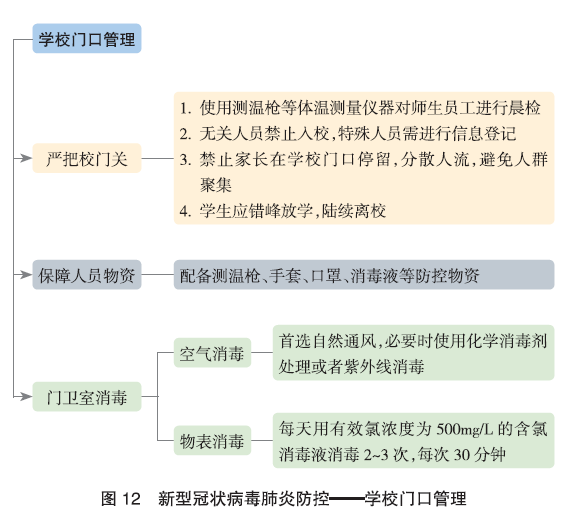 学校门口管理
严把校门关
1. 使用测温枪等体温测量仪器对师生员工进行晨检
2. 无关人员禁止入校，特殊人员需进行信息登记
3. 禁止家长在学校门口停留，分散人流，避免人群
聚集
4. 学生应错峰放学，陆续离校
保障人员物资
配备测温枪、手套、口罩、消毒液等防控物资
门卫室消毒
空气消毒
首选自然通风，必要时使用化学消毒剂
处理或者紫外线消毒
物表消毒
每天用有效氯浓度为 500mg/L 的含氯
消毒液消毒 2~3 次，每次 30 分钟
图 12 新型冠状病毒肺炎防控——学校门口管理